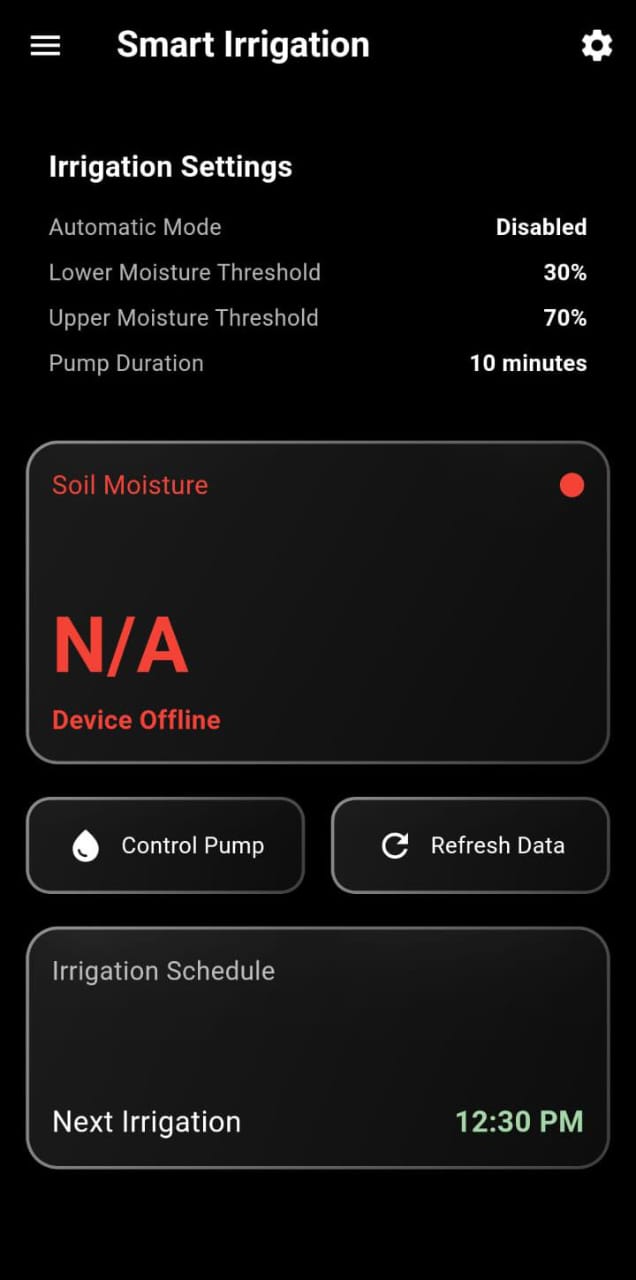 Smart Irrigation
Irrigation Settings
Automatic Mode Disabled
Lower Moisture Threshold 30%
Upper Moisture Threshold 70%
Pump Duration 10 minutes
Soil Moisture
N/A
Device Offline
Control Pump Refresh Data
Irrigation Schedule
Next Irrigation 12:30 PM